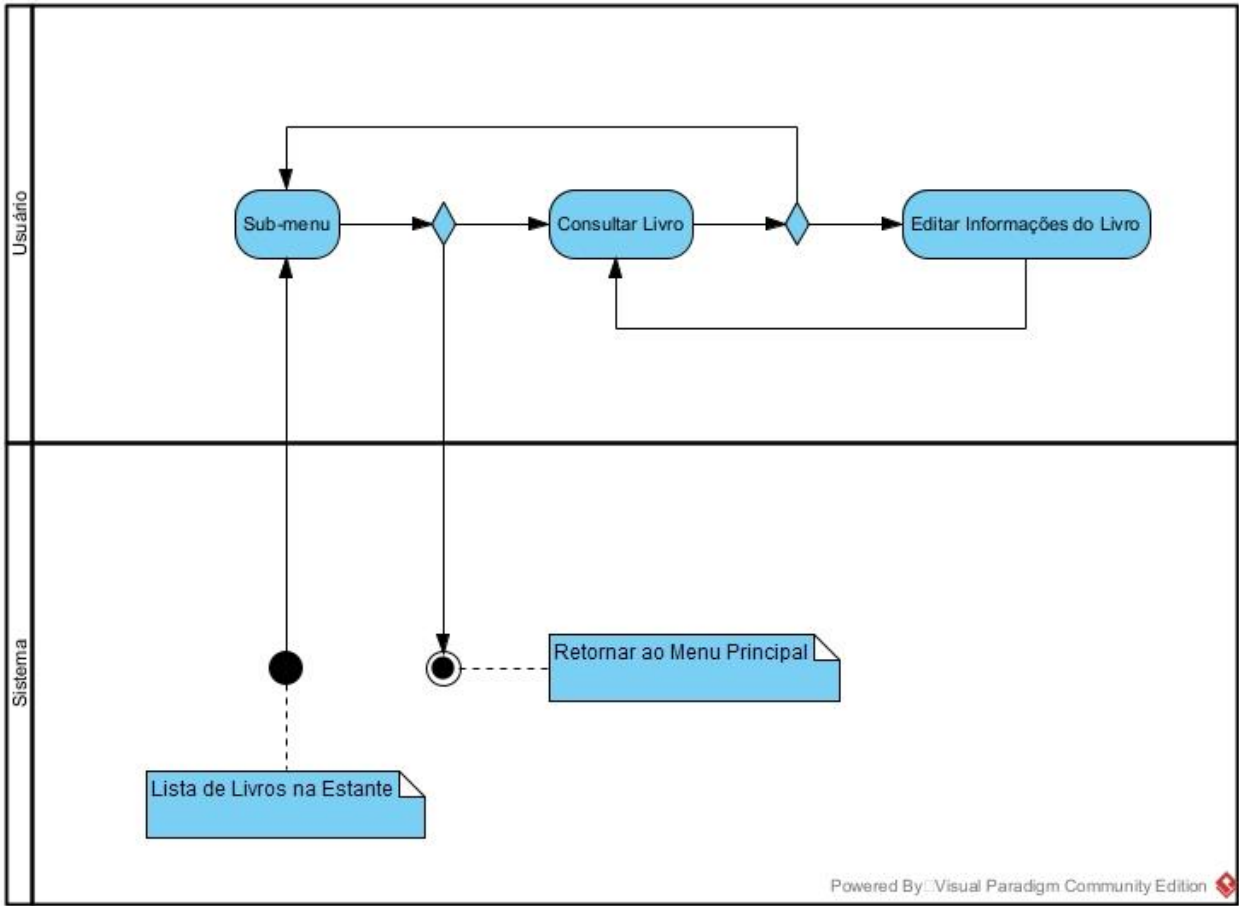 Usuário
Sub-menu
Consultar Livro
Editar Informações do Livro
Sistema
Retornar ao Menu Principal
Lista de Livros na Estante
Powered By Visual Paradigm Community Edition